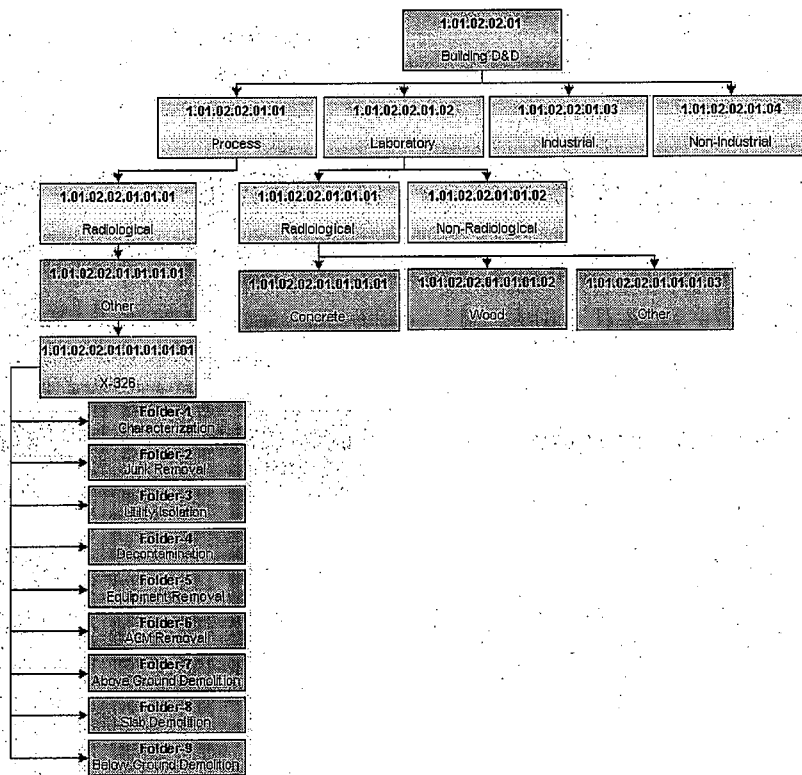 1.01.02.02.01
Building D&D
1.01.02.02.01.01
Process
1.01.02.02.01.02
Laboratory
1.01.02.02.01.03
Industrial
1.01.02.02.01.04
Non-Industrial
1.01.02.02.01.01.01
Radiological
1.01.02.02.01.01.01
Radiological
1.01.02.02.01.01.02
Non-Radiological
1.01.02.02.01.01.01.01
Other
1.01.02.02.01.01.01.01
Concrete
1.01.02.02.01.01.01.02
Wood
1.01.02.02.01.01.01.03
Other
1.01.02.02.01.01.01.01.01
X-326
Folder-1
Characterization
Folder-2
Junk Removal
Folder-3
Utility Isolation
Folder-4
Decontamination
Folder-5
Equipment Removal
Folder-6
ACM Removal
Folder-7
Above Ground Demolition
Folder-8
Slab Demolition
Folder-9
Below Ground Demolition